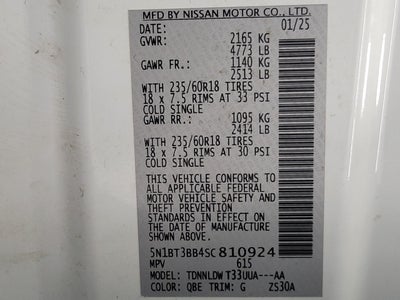 MFD BY NISSAN MOTOR CO., LTD.
DATE: 01/25
GVWR: 2165 KG
4773 LB
GAWR FR.: 1140 KG
2513 LB
WITH 235/60R18 TIRES
18 x 7.5 RIMS AT 33 PSI
COLD SINGLE
GAWR RR.: 1095 KG
2414 LB
WITH 235/60R18 TIRES
18 x 7.5 RIMS AT 30 PSI
COLD SINGLE
THIS VEHICLE CONFORMS TO ALL
APPLICABLE FEDERAL
MOTOR VEHICLE SAFETY AND
THEFT PREVENTION
STANDARDS IN EFFECT ON
THE DATE OF MANUFACTURE
SHOWN ABOVE
5N1BT3BB4SC810924
MPV 615
MODEL: TDNNLDWT33UUA---AA
COLOR: QBE TRIM: G ZS30A